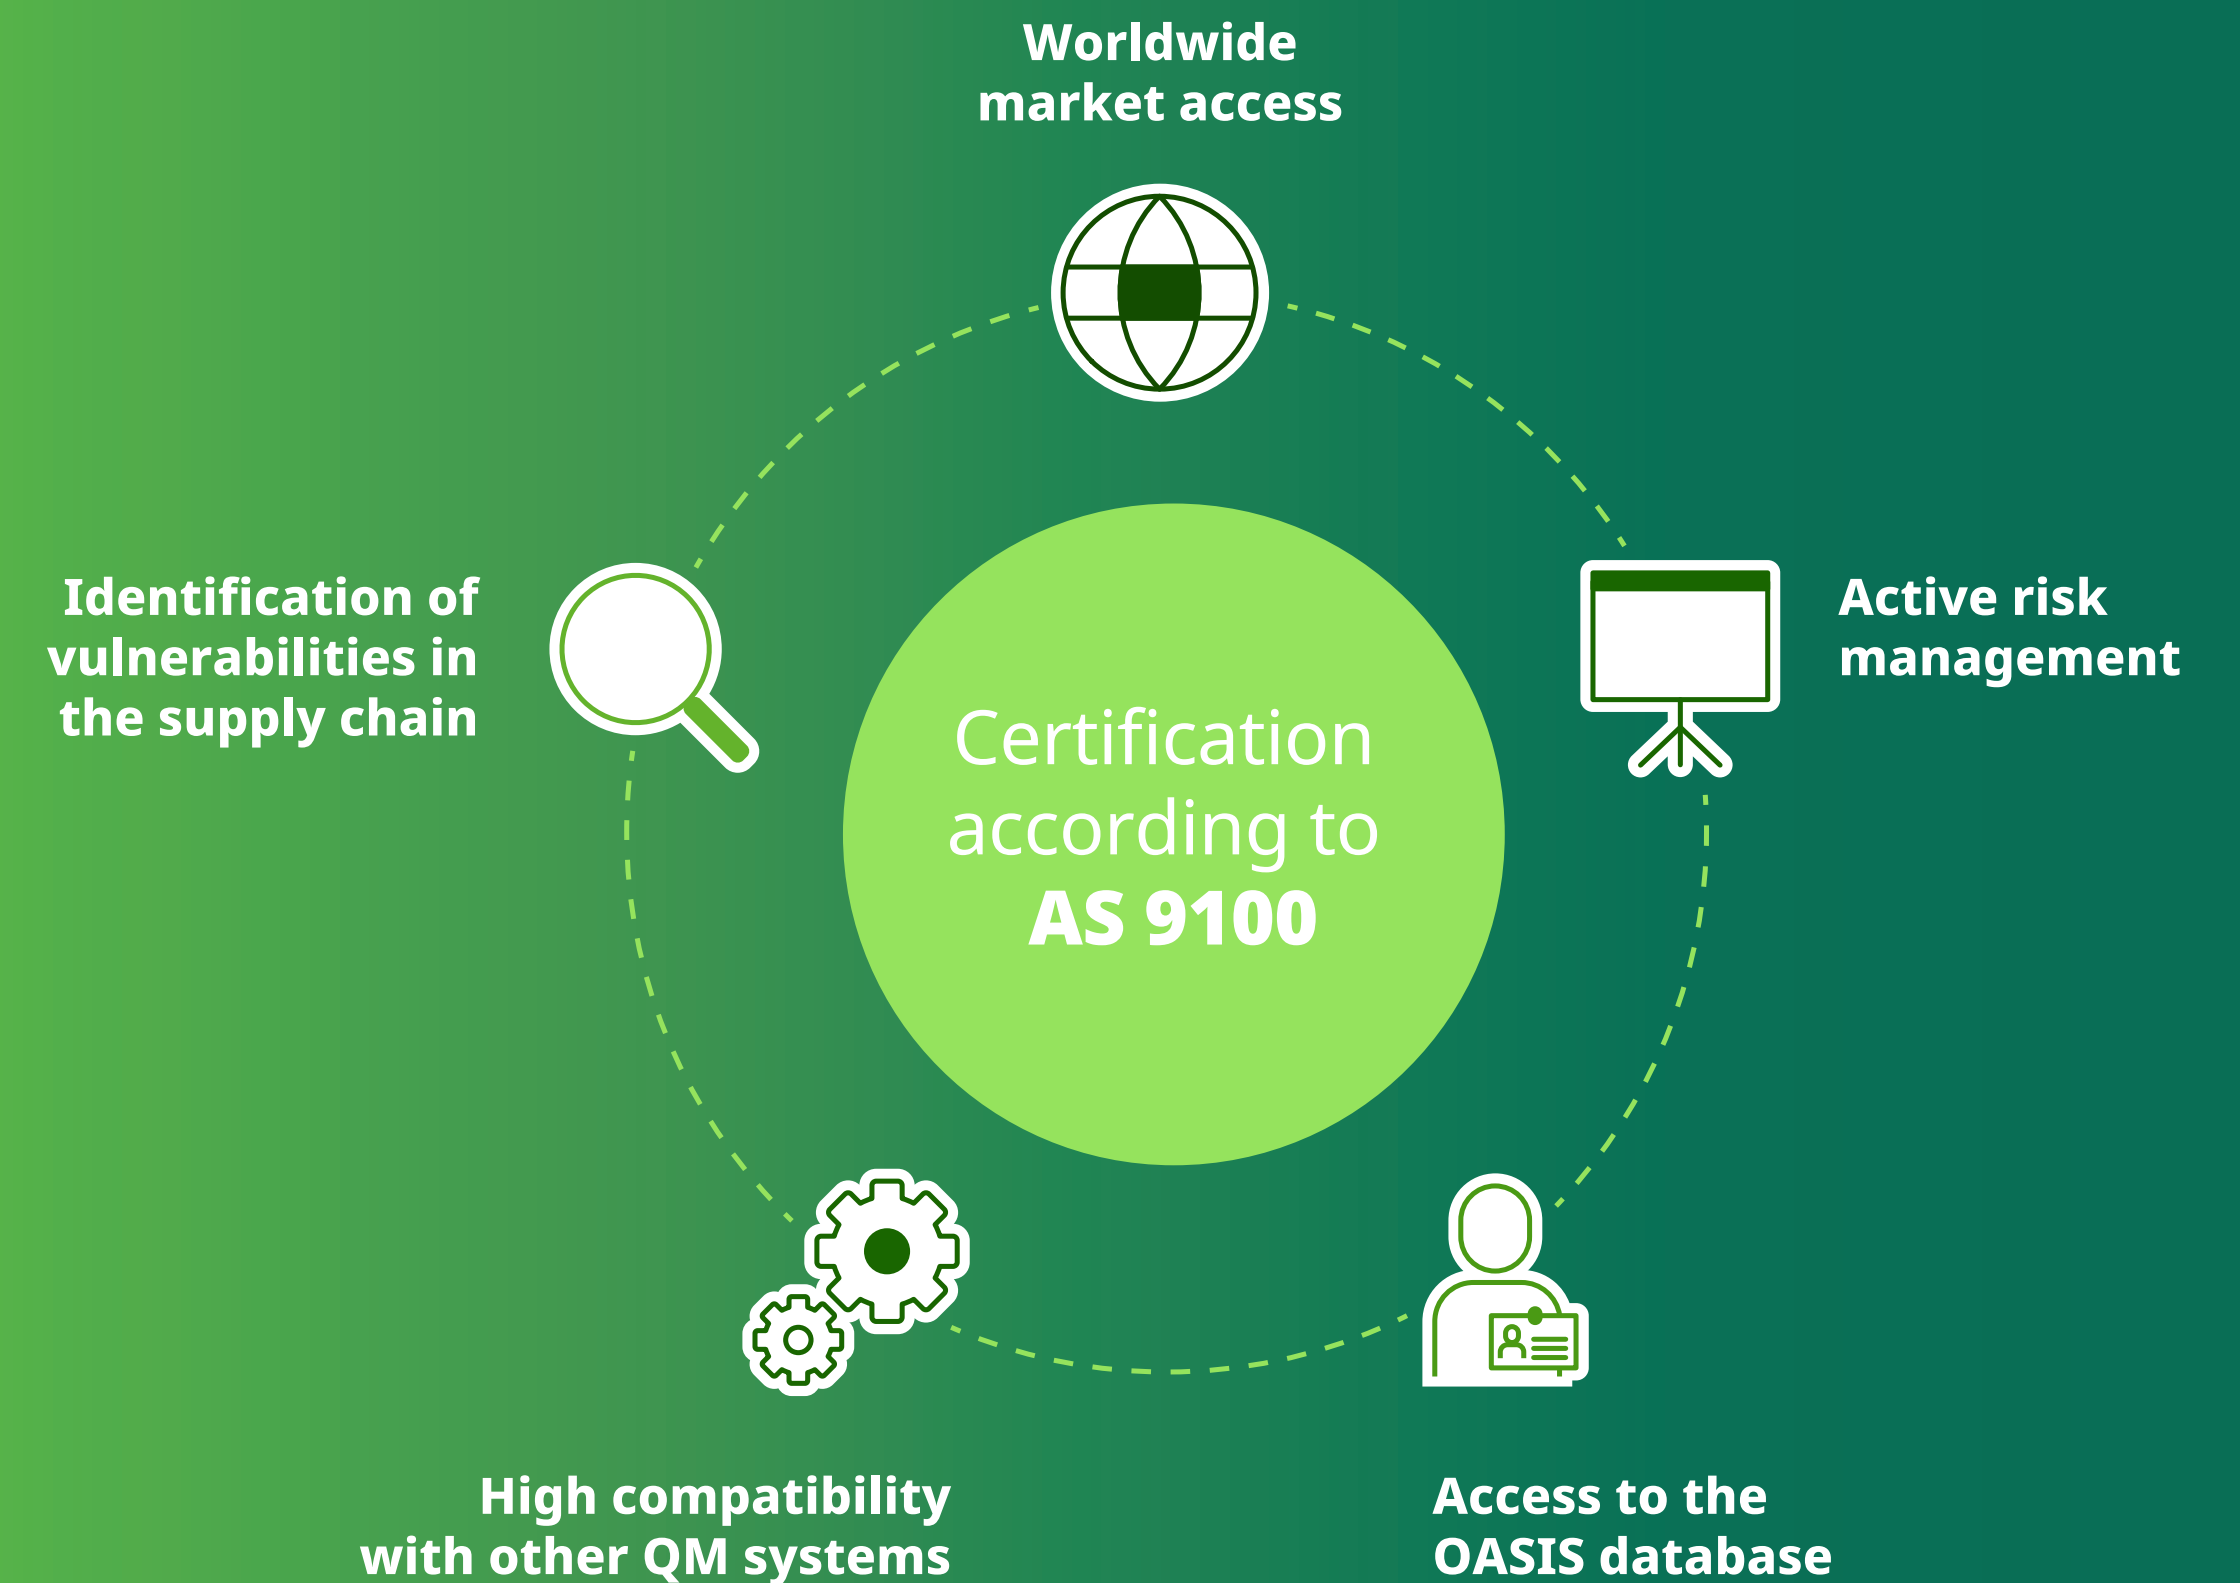 Worldwide
market access
Identification of
vulnerabilities in
the supply chain
Active risk
management
Certification
according to
AS 9100
High compatibility
with other QM systems
Access to the
OASIS database